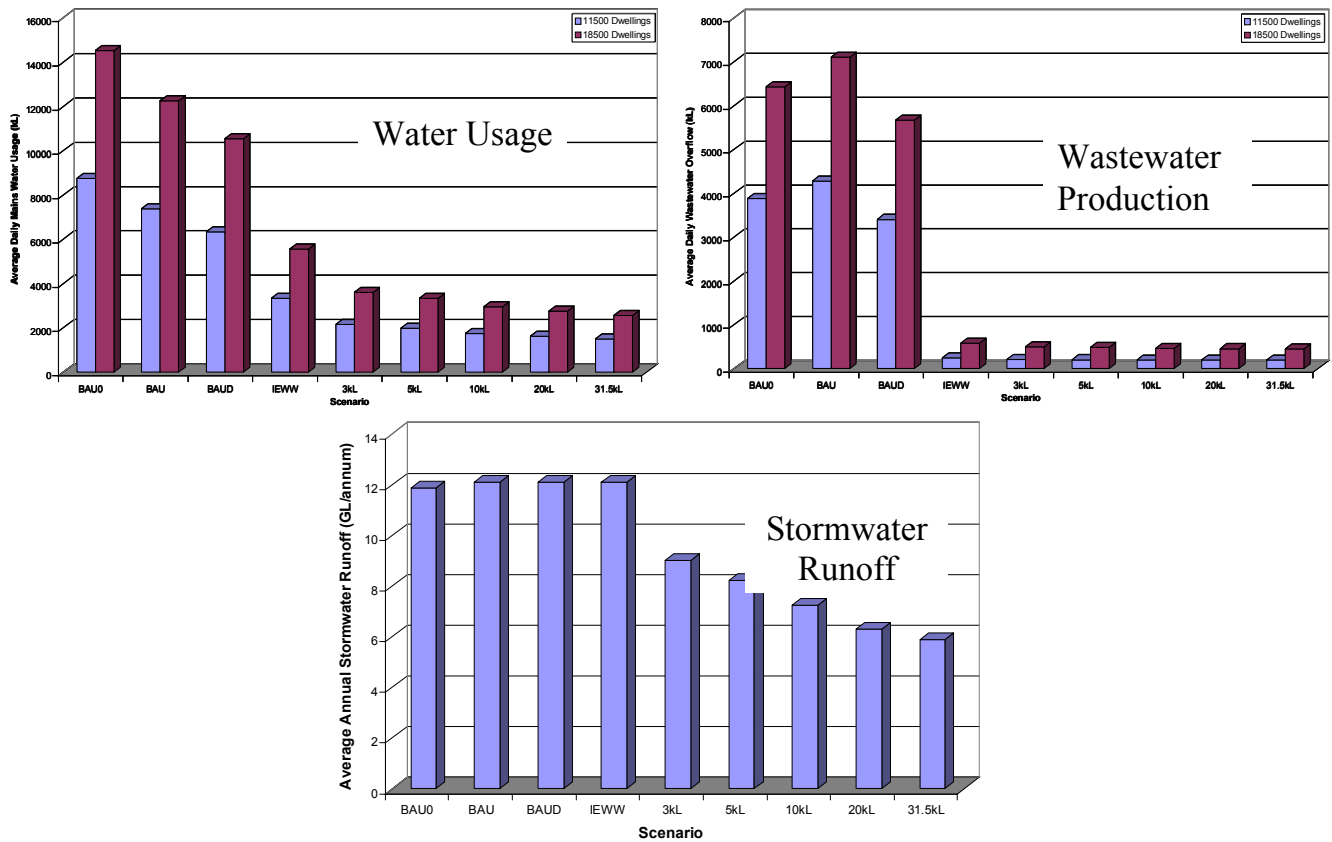 16000
14000
12000
10000
8000
6000
4000
2000
0
Average Daily Mains Water Usage (kL)
11500 Dwellings
18500 Dwellings
Water Usage
BAU0 BAU BAUD IEWW 3kL 5kL 10kL 20kL 31.5kL
Scenario
8000
7000
6000
5000
4000
3000
2000
1000
0
Average Daily Wastewater Overflow (kL)
11500 Dwellings
18500 Dwellings
Wastewater
Production
BAU0 BAU BAUD IEWW 3kL 5kL 10kL 20kL 31.5kL
Scenario
14
12
10
8
6
4
2
0
Average Annual Stormwater Runoff (GL/annum)
Stormwater
Runoff
BAU0 BAU BAUD IEWW 3kL 5kL 10kL 20kL 31.5kL
Scenario